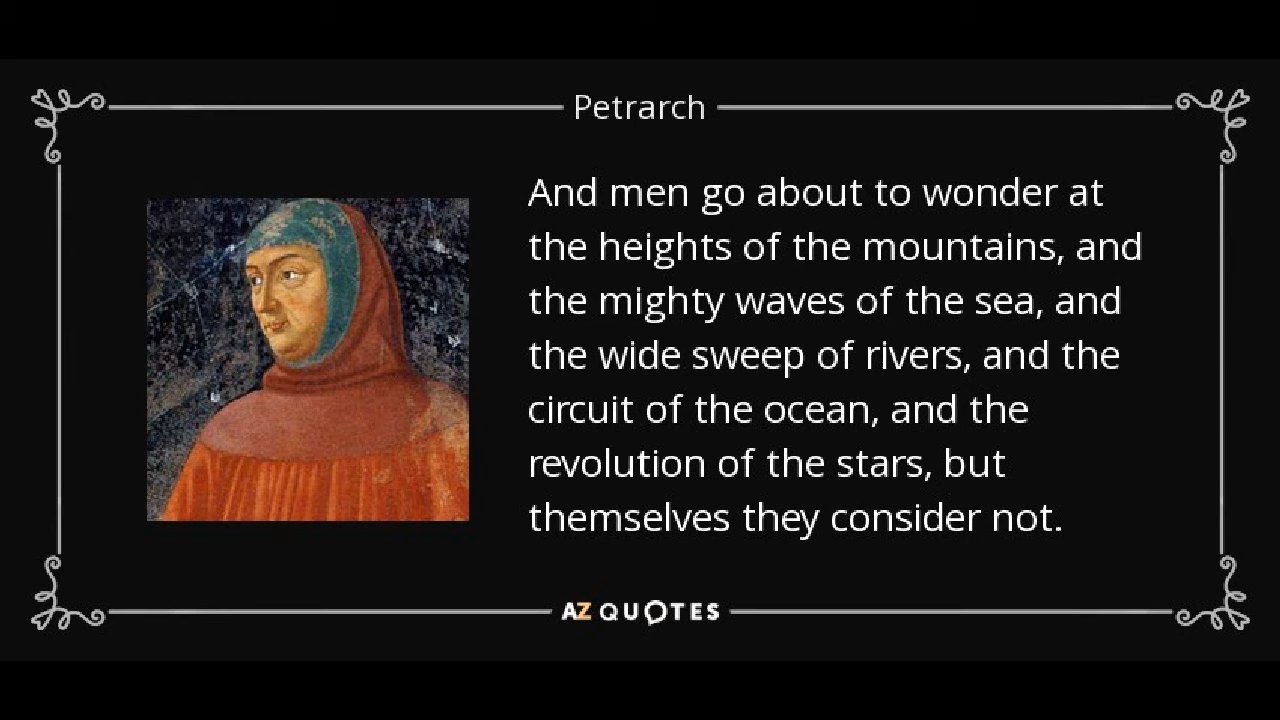 Petrarch
And men go about to wonder at
the heights of the mountains, and
the mighty waves of the sea, and
the wide sweep of rivers, and the
circuit of the ocean, and the
revolution of the stars, but
themselves they consider not.
AZ QUOTES